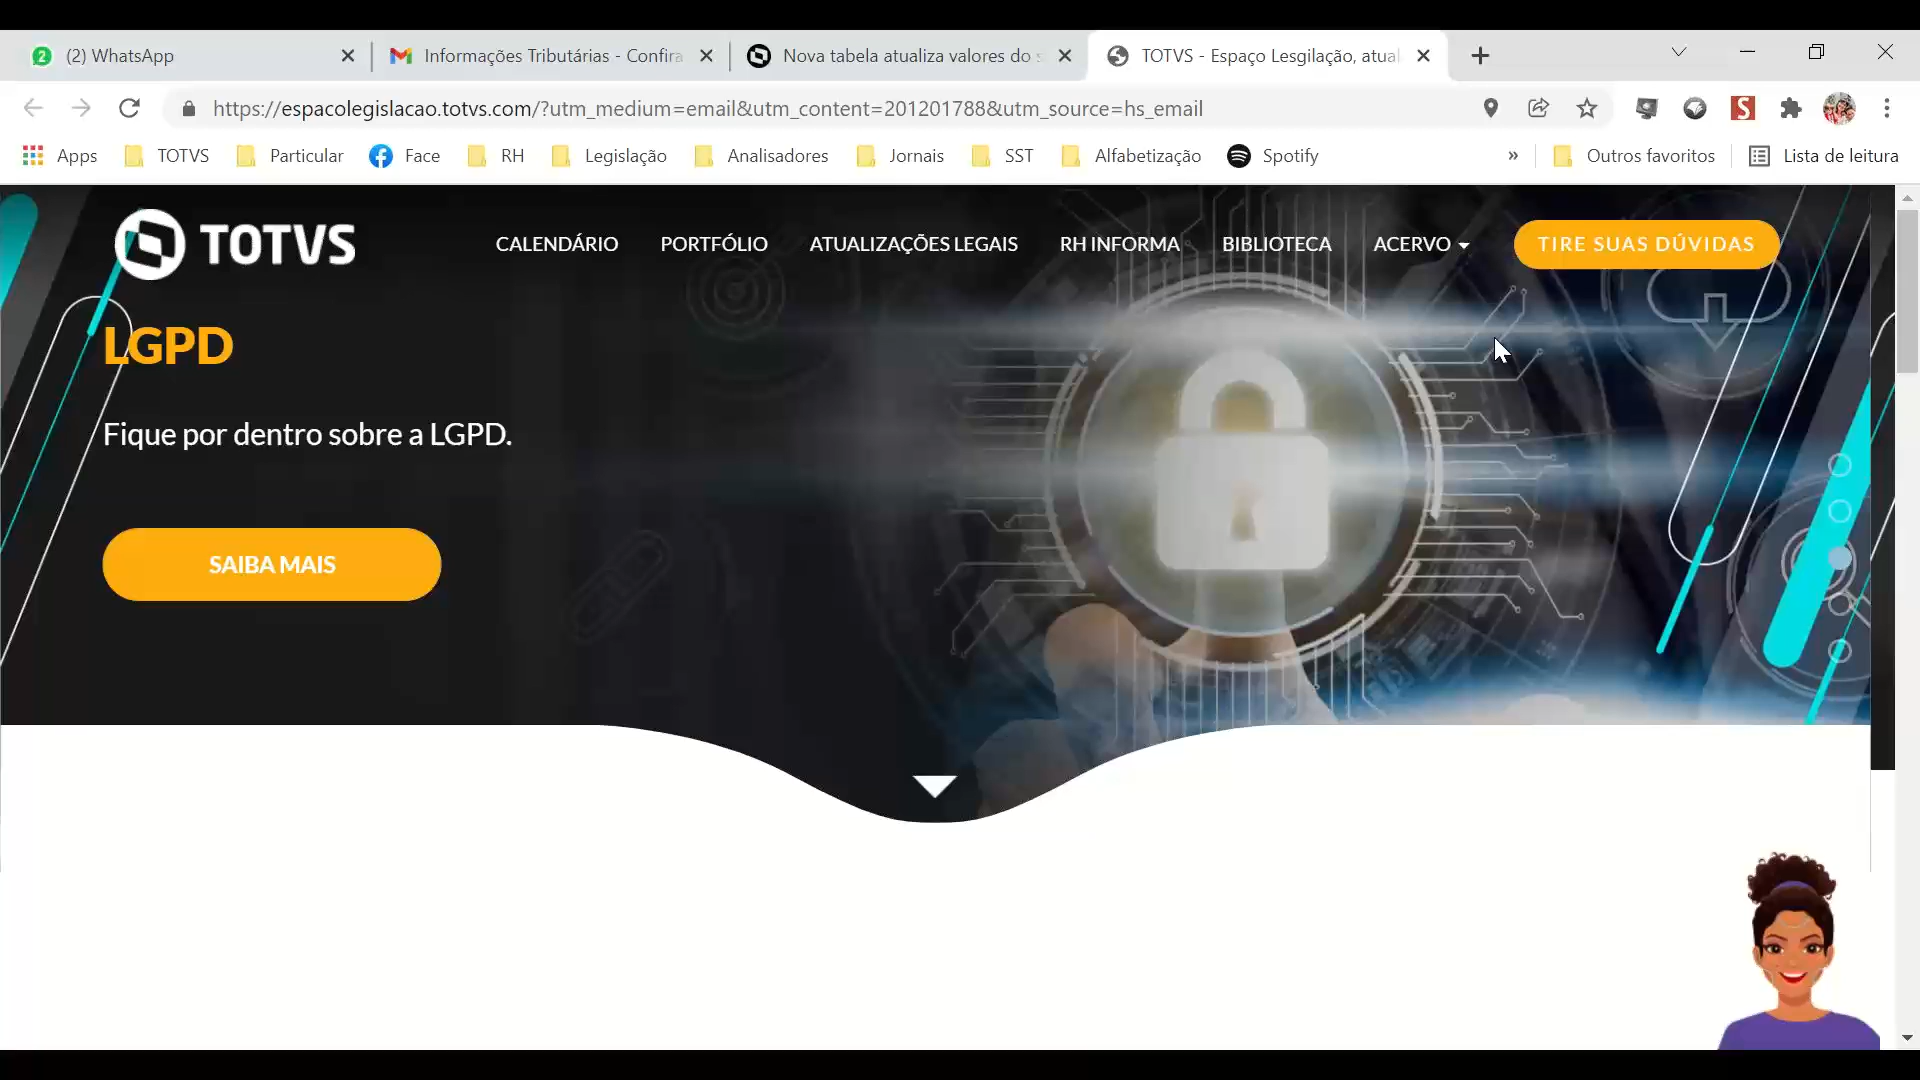 (2) WhatsApp
Informações Tributárias - Confira
Nova tabela atualiza valores do s
TOTVS - Espaço Lesgilação, atual
https://espacolegislacao.totvs.com/?utm_medium=email&utm_content=201201788&utm_source=hs_email
Apps TOTVS Particular Face RH Legislação Analisadores Jornais SST Alfabetização Spotify » Outros favoritos Lista de leitura
TOTVS CALENDÁRIO PORTFÓLIO ATUALIZAÇÕES LEGAIS RH INFORMA BIBLIOTECA ACERVO TIRE SUAS DÚVIDAS
LGPD
Fique por dentro sobre a LGPD.
SAIBA MAIS